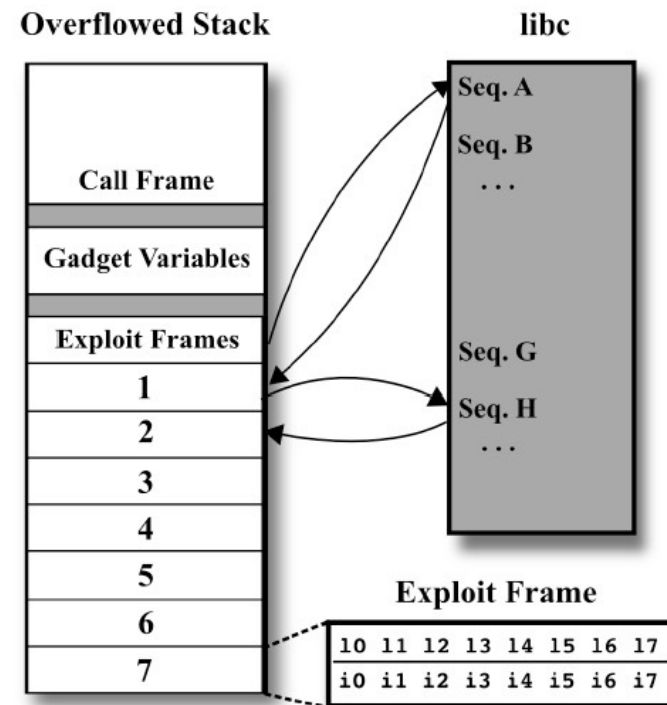 Overflowed Stack
libc
Call Frame
Gadget Variables
Exploit Frames
1
2
3
4
5
6
7
Seq. A
Seq. B
. . .
Seq. G
Seq. H
. . .
Exploit Frame
l0 l1 l2 l3 l4 l5 l6 l7
i0 i1 i2 i3 i4 i5 i6 i7